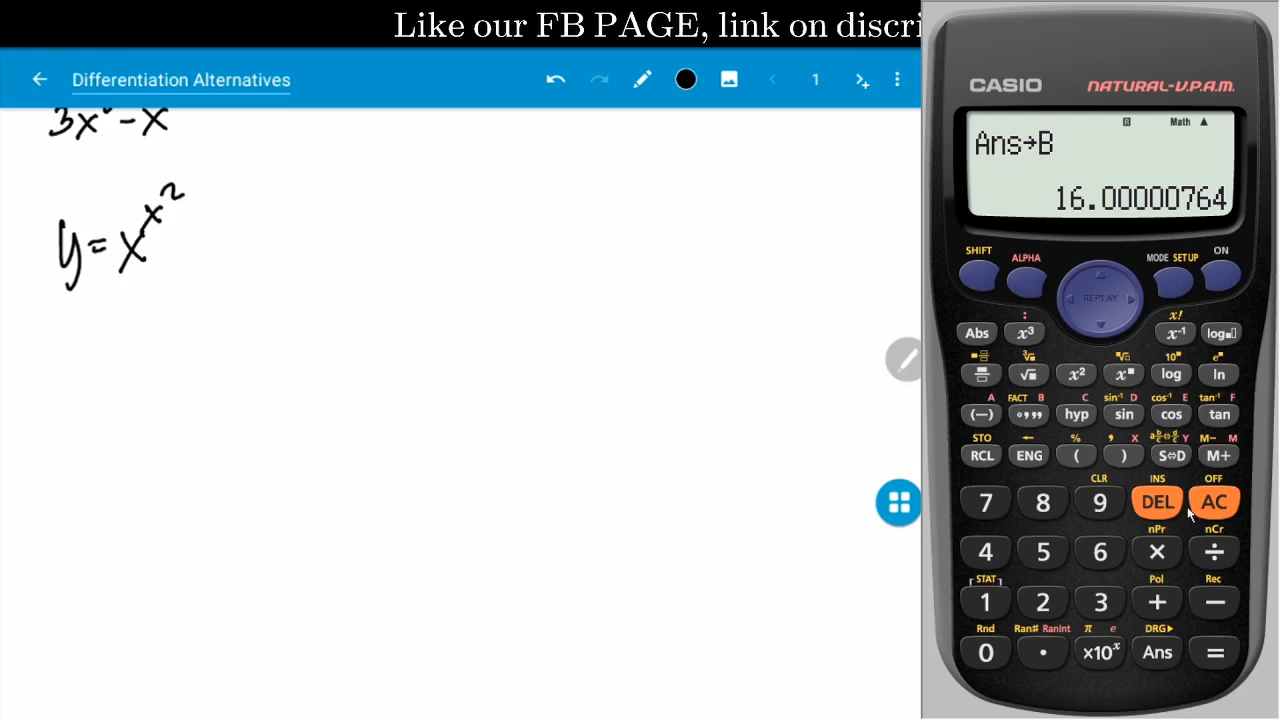 Like our FB PAGE, link on discri
Differentiation Alternatives
1
y = x^x^2
CASIO
NATURAL-V.P.A.M.
R Math ▲
Ans→B
16.00000764
SHIFT ALPHA MODE SETUP ON
REPLAY
: x!
Abs x³ x⁻¹ log▪▯
³√▪ ▪√▯ 10▪ e▪
√▪ x² x▪ log ln
A FACT B C sin⁻¹ D cos⁻¹ E tan⁻¹ F
(—) °,,, hyp sin cos tan
STO ← % , X a b/c⇔d/c Y M– M
RCL ENG ( ) S⇔D M+
CLR INS OFF
7 8 9 DEL AC
nPr nCr
4 5 6 × ÷
STAT Pol Rec
1 2 3 + −
Rnd Ran# RanInt π e DRG▶
0 • ×10ˣ Ans =